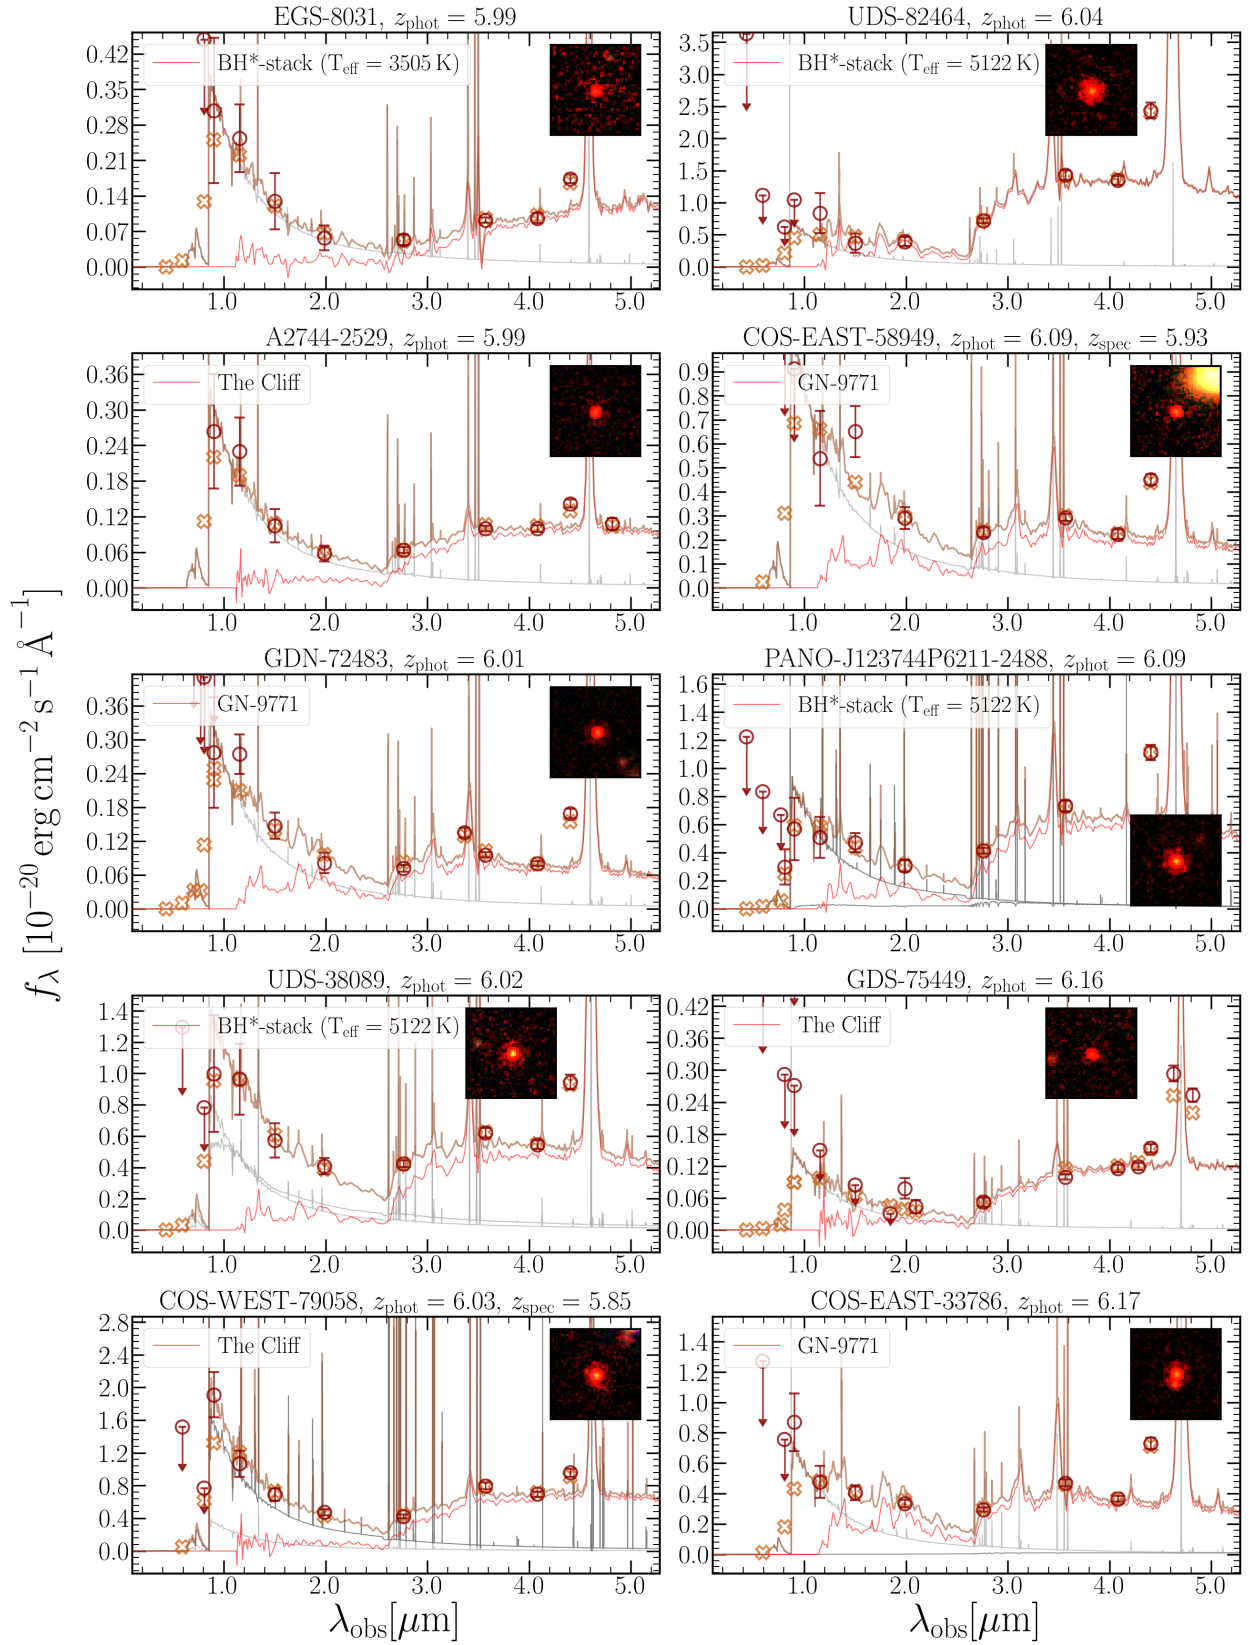 EGS-8031, z_phot = 5.99
0.42
0.35
0.28
0.21
0.14
0.07
0.00
BH*-stack (T_eff = 3505 K)
1.0 2.0 3.0 4.0 5.0
UDS-82464, z_phot = 6.04
3.5
3.0
2.5
2.0
1.5
1.0
0.5
0.0
BH*-stack (T_eff = 5122 K)
1.0 2.0 3.0 4.0 5.0
A2744-2529, z_phot = 5.99
0.36
0.30
0.24
0.18
0.12
0.06
0.00
The Cliff
1.0 2.0 3.0 4.0 5.0
COS-EAST-58949, z_phot = 6.09, z_spec = 5.93
0.9
0.8
0.7
0.6
0.5
0.4
0.3
0.2
0.1
0.0
GN-9771
1.0 2.0 3.0 4.0 5.0
GDN-72483, z_phot = 6.01
0.36
0.30
0.24
0.18
0.12
0.06
0.00
GN-9771
1.0 2.0 3.0 4.0 5.0
PANO-J123744P6211-2488, z_phot = 6.09
1.6
1.4
1.2
1.0
0.8
0.6
0.4
0.2
0.0
BH*-stack (T_eff = 5122 K)
1.0 2.0 3.0 4.0 5.0
UDS-38089, z_phot = 6.02
1.4
1.2
1.0
0.8
0.6
0.4
0.2
0.0
BH*-stack (T_eff = 5122 K)
1.0 2.0 3.0 4.0 5.0
GDS-75449, z_phot = 6.16
0.42
0.36
0.30
0.24
0.18
0.12
0.06
0.00
The Cliff
1.0 2.0 3.0 4.0 5.0
COS-WEST-79058, z_phot = 6.03, z_spec = 5.85
2.8
2.4
2.0
1.6
1.2
0.8
0.4
0.0
The Cliff
1.0 2.0 3.0 4.0 5.0
COS-EAST-33786, z_phot = 6.17
1.4
1.2
1.0
0.8
0.6
0.4
0.2
0.0
GN-9771
1.0 2.0 3.0 4.0 5.0
f_λ [10⁻²⁰ erg cm⁻² s⁻¹ Å⁻¹]
λ_obs[μm]
λ_obs[μm]